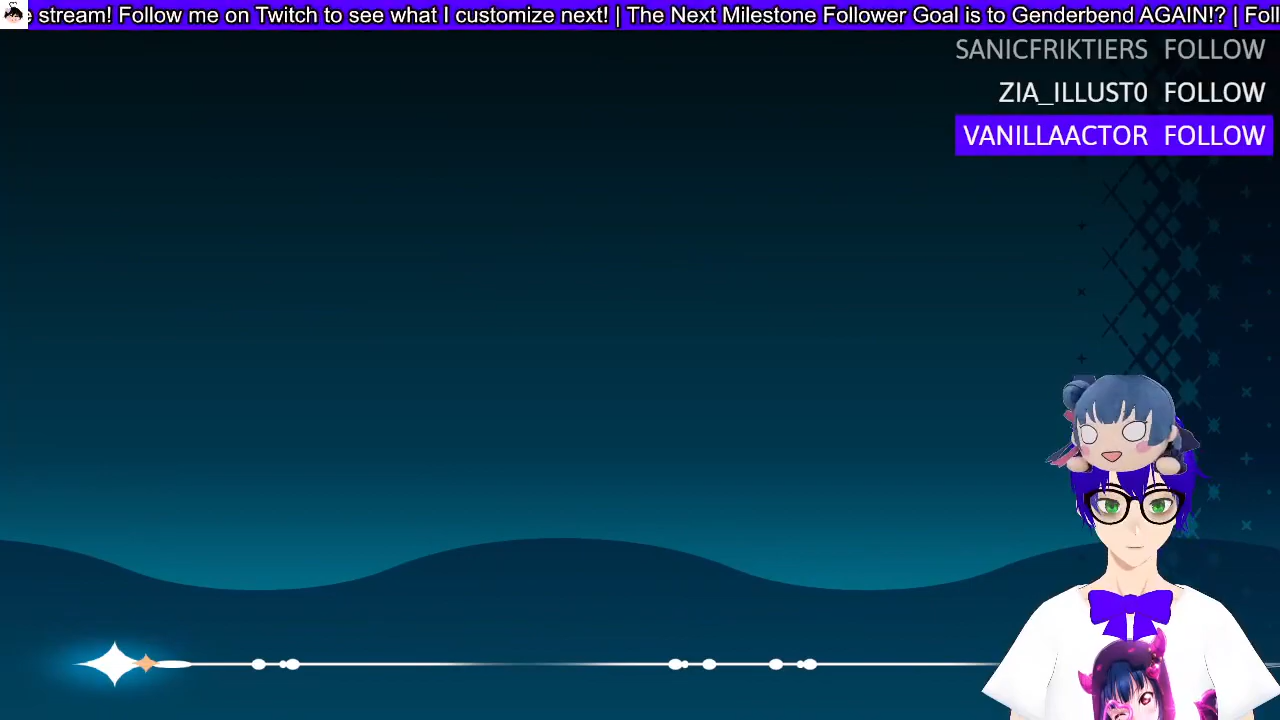 e stream! Follow me on Twitch to see what I customize next! | The Next Milestone Follower Goal is to Genderbend AGAIN!? | Foll
SANICFRIKTIERS FOLLOW
ZIA_ILLUST0 FOLLOW
VANILLAACTOR FOLLOW